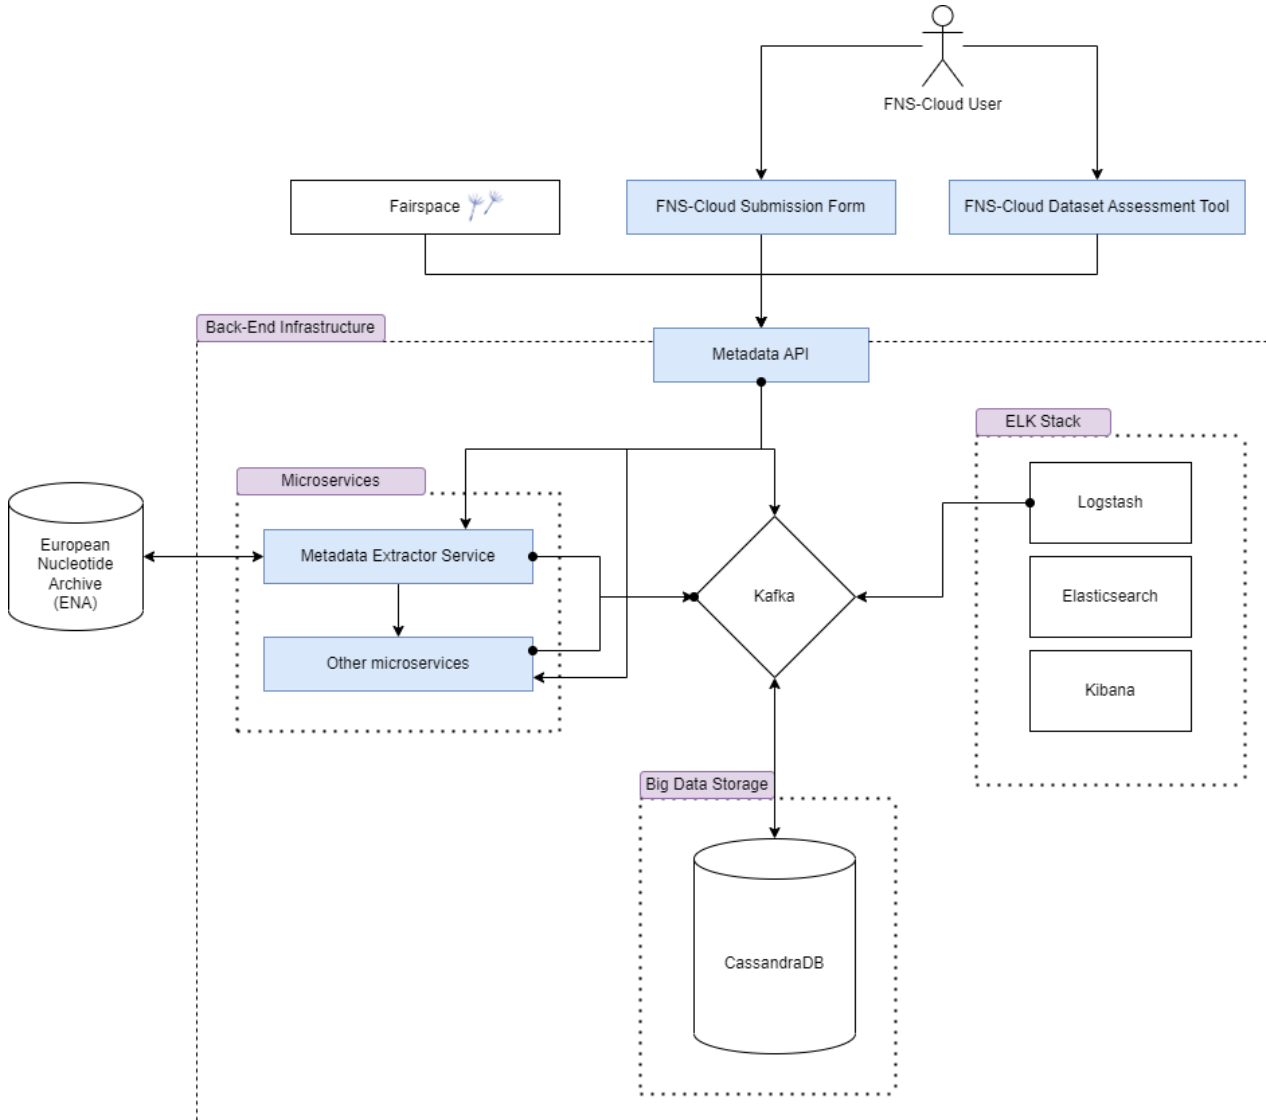 FNS-Cloud User
Fairspace
FNS-Cloud Submission Form
FNS-Cloud Dataset Assessment Tool
Back-End Infrastructure
Metadata API
ELK Stack
Microservices
Logstash
European
Nucleotide
Archive
(ENA)
Metadata Extractor Service
Kafka
Elasticsearch
Other microservices
Kibana
Big Data Storage
CassandraDB